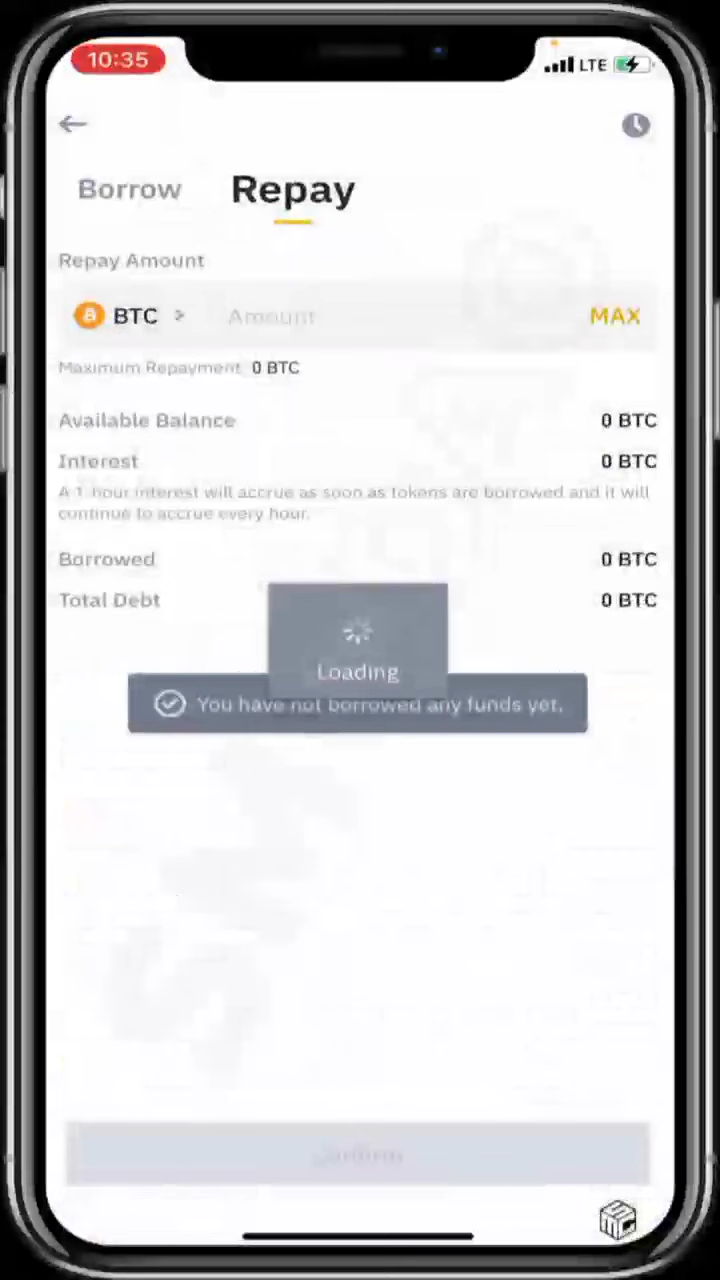 10:35
LTE
Borrow Repay
Repay Amount
BTC > Amount MAX
Maximum Repayment 0 BTC
Available Balance 0 BTC
Interest 0 BTC
A 1-hour interest will accrue as soon as tokens are borrowed and it will
continue to accrue every hour.
Borrowed 0 BTC
Total Debt 0 BTC
Loading
You have not borrowed any funds yet.
Confirm